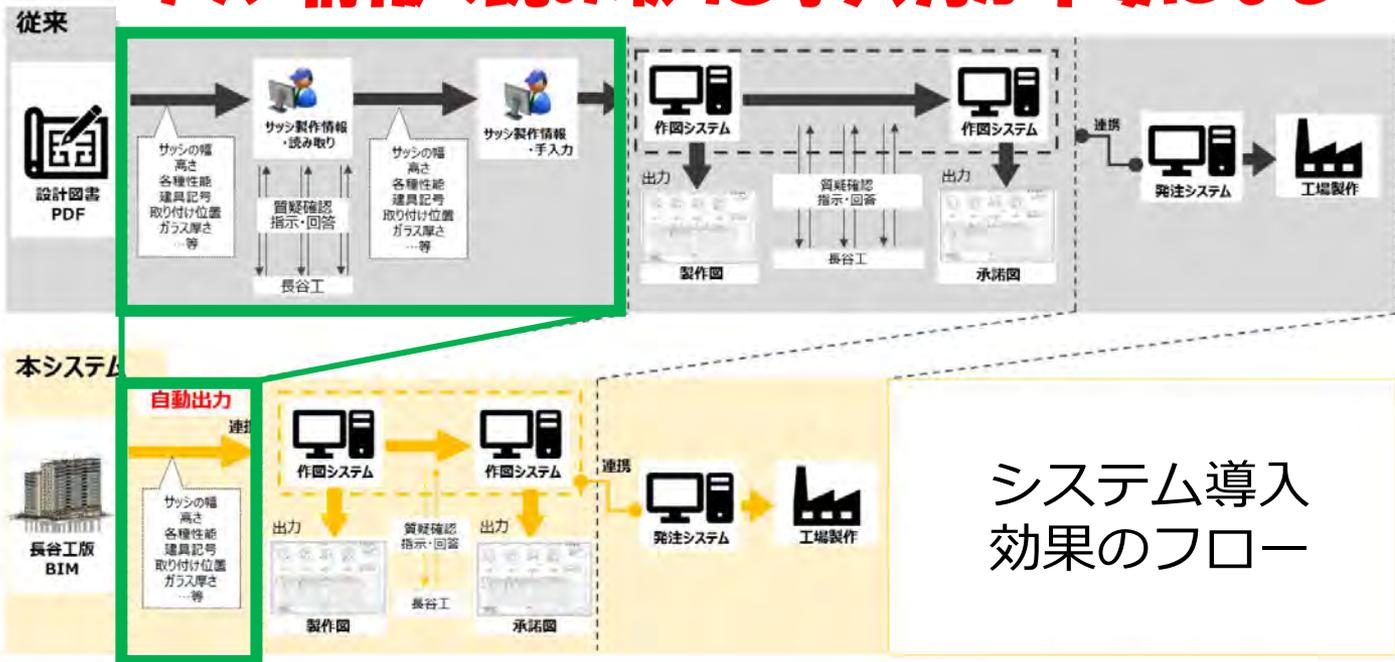 従来
設計図書
PDF
サッシの幅
高さ
各種性能
建具記号
取り付け位置
ガラス厚さ
…等
サッシ製作情報
・読み取り
質疑確認
指示・回答
長谷工
サッシの幅
高さ
各種性能
建具記号
取り付け位置
ガラス厚さ
…等
サッシ製作情報
・手入力
作図システム
出力
製作図
質疑確認
指示・回答
長谷工
作図システム
出力
承諾図
連携
発注システム
工場製作
本システム
長谷工版
BIM
自動出力
サッシの幅
高さ
各種性能
建具記号
取り付け位置
ガラス厚さ
…等
作図システム
出力
製作図
質疑確認
指示・回答
長谷工
作図システム
出力
承諾図
連携
発注システム
工場製作
システム導入
効果のフロー